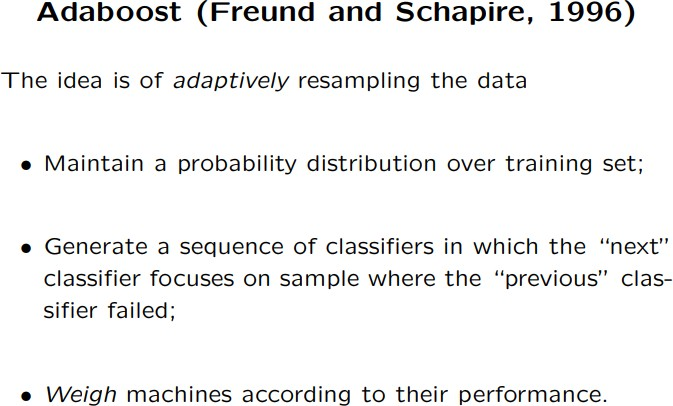 Adaboost (Freund and Schapire, 1996)
The idea is of adaptively resampling the data
• Maintain a probability distribution over training set;
• Generate a sequence of classifiers in which the “next”
classifier focuses on sample where the “previous” clas-
sifier failed;
• Weigh machines according to their performance.